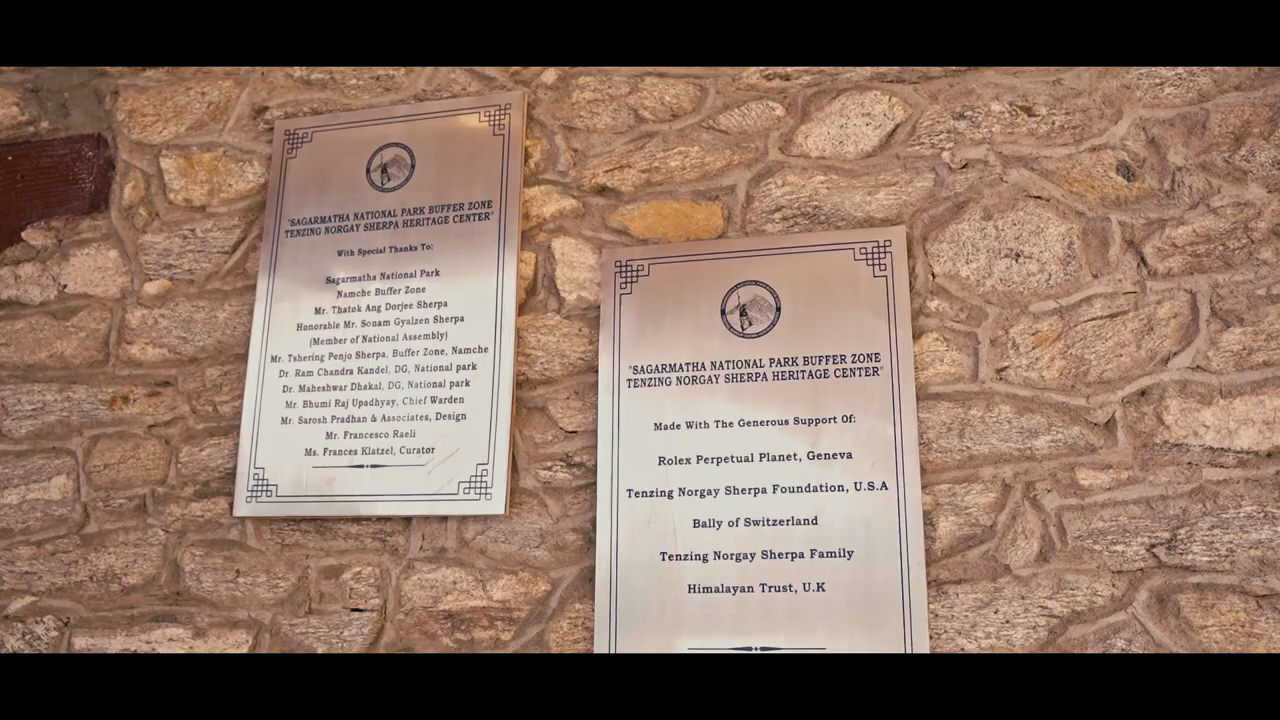 "SAGARMATHA NATIONAL PARK BUFFER ZONE
TENZING NORGAY SHERPA HERITAGE CENTER"
With Special Thanks To:
Sagarmatha National Park
Namche Buffer Zone
Mr. Thatok Ang Dorjee Sherpa
Honorable Mr. Sonam Gyalzen Sherpa
(Member of National Assembly)
Mr. Tshering Penjo Sherpa, Buffer Zone, Namche
Dr. Ram Chandra Kandel, DG, National park
Dr. Maheshwar Dhakal, DG, National park
Mr. Bhumi Raj Upadhyay, Chief Warden
Mr. Sarosh Pradhan & Associates, Design
Mr. Francesco Raeli
Ms. Frances Klatzel, Curator
"SAGARMATHA NATIONAL PARK BUFFER ZONE
TENZING NORGAY SHERPA HERITAGE CENTER"
Made With The Generous Support Of:
Rolex Perpetual Planet, Geneva
Tenzing Norgay Sherpa Foundation, U.S.A
Bally of Switzerland
Tenzing Norgay Sherpa Family
Himalayan Trust, U.K